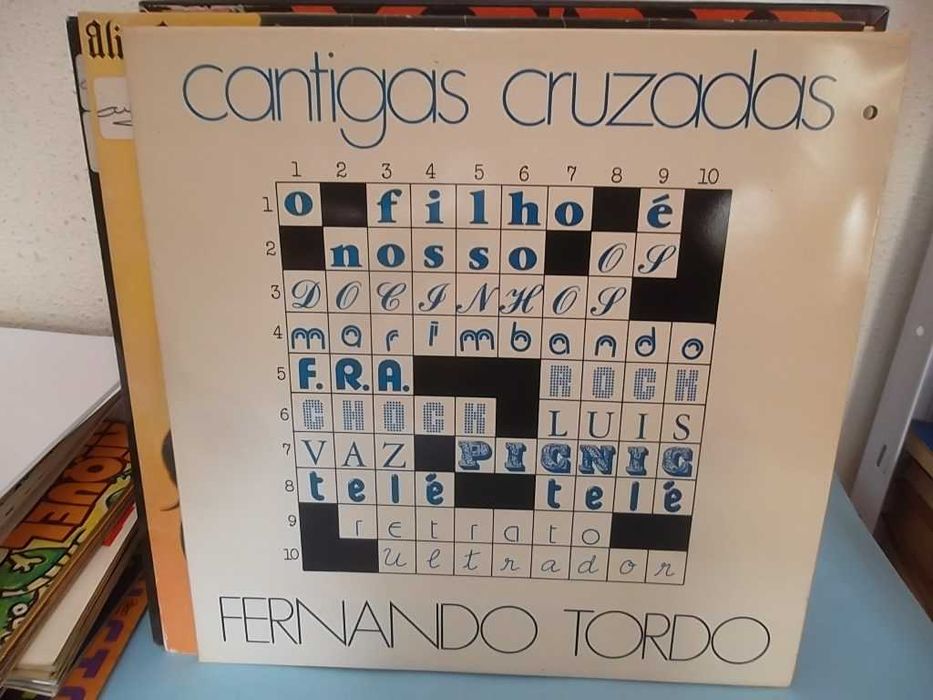 Ali
cantigas cruzadas
1 2 3 4 5 6 7 8 9 10
1 o filho é
2 nosso OS
3 DOCINHOS
4 marimbando
5 F.R.A. ROCK
6 CHOCK LUIS
7 VAZ PICNIC
8 telé telé
9 retrato
10 ultrador
FERNANDO TORDO